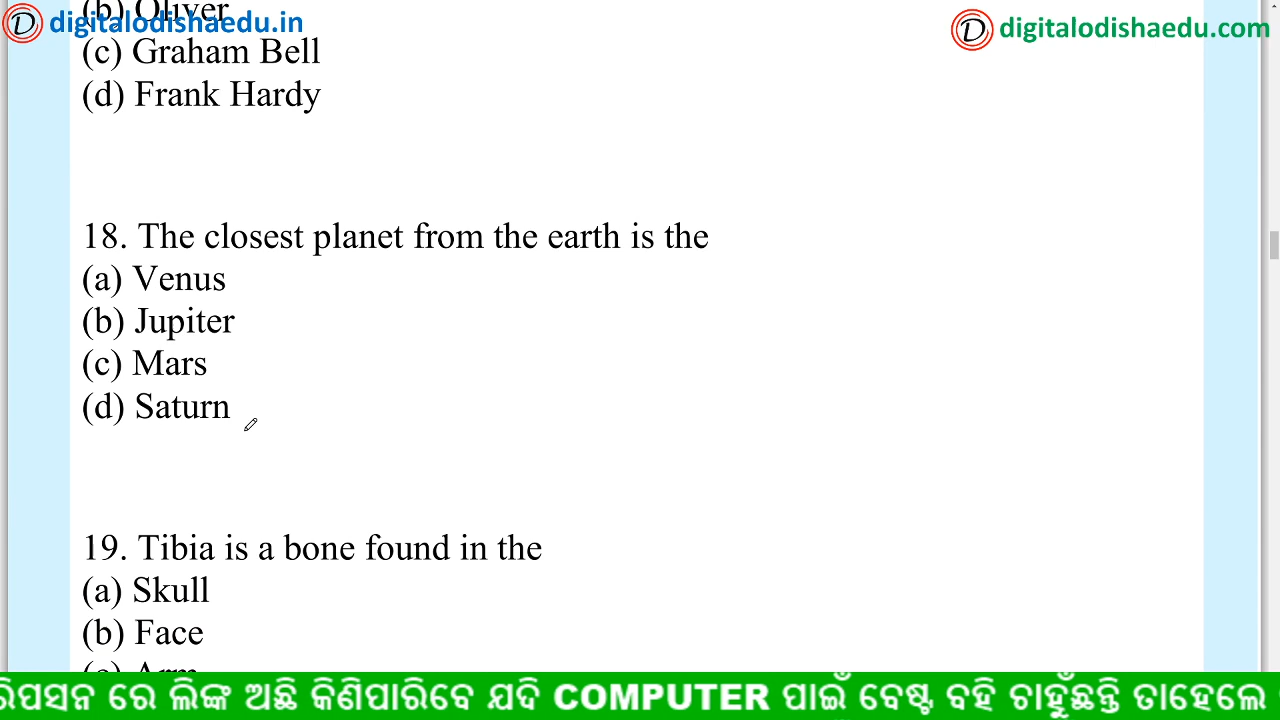 (b) Oliver
digitalodishaedu.in
digitalodishaedu.com
(c) Graham Bell
(d) Frank Hardy
18. The closest planet from the earth is the
(a) Venus
(b) Jupiter
(c) Mars
(d) Saturn
19. Tibia is a bone found in the
(a) Skull
(b) Face
(c) Arm
ରିପସନ ରେ ଲିଙ୍କ ଅଛି କିଣିପାରିବେ ଯଦି COMPUTER ପାଇଁ ବେଷ୍ଟ ବହି ଚାହୁଁଛନ୍ତି ତାହେଲେ